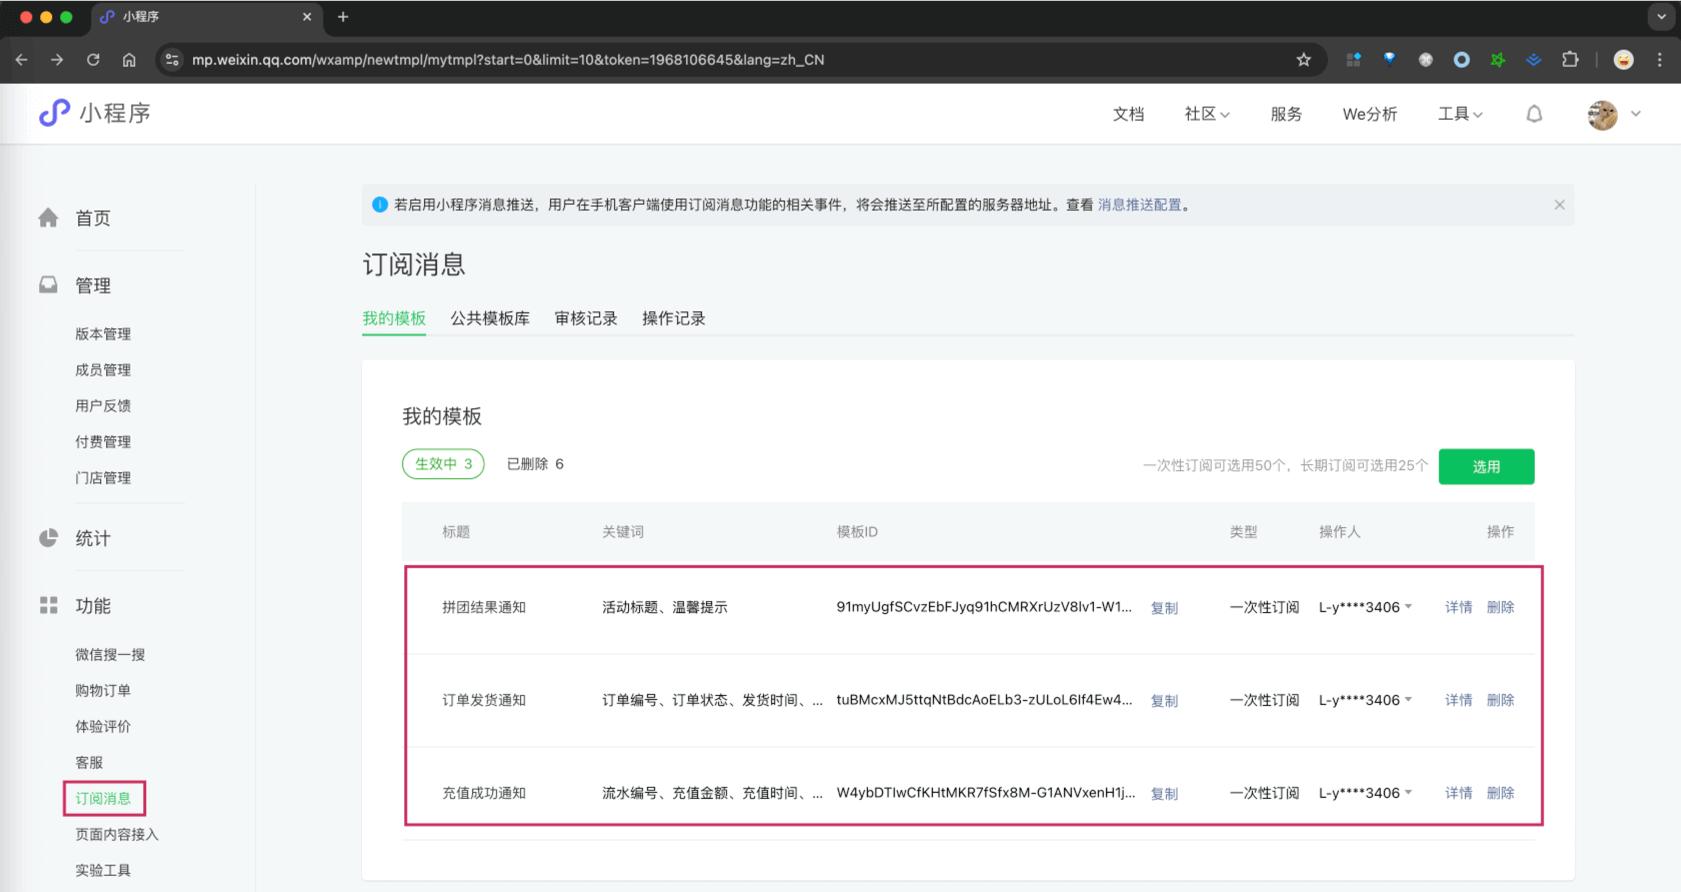 小程序
mp.weixin.qq.com/wxamp/newtmpl/mytmpl?start=0&limit=10&token=1968106645&lang=zh_CN
小程序 文档 社区 服务 We分析 工具
若启用小程序消息推送，用户在手机客户端使用订阅消息功能的相关事件，将会推送至所配置的服务器地址。查看 消息推送配置。
首页
管理
版本管理
成员管理
用户反馈
付费管理
门店管理
统计
功能
微信搜一搜
购物订单
体验评价
客服
订阅消息
页面内容接入
实验工具
订阅消息
我的模板 公共模板库 审核记录 操作记录
我的模板
生效中 3 已删除 6 一次性订阅可选用50个，长期订阅可选用25个 选用
标题 关键词 模板ID 类型 操作人 操作
拼团结果通知 活动标题、温馨提示 91myUgfSCvzEbFJyq91hCMRXrUzV8lv1-W1... 复制 一次性订阅 L-y****3406 详情 删除
订单发货通知 订单编号、订单状态、发货时间、... tuBMcxMJ5ttqNtBdcAoELb3-zULoL6lf4Ew4... 复制 一次性订阅 L-y****3406 详情 删除
充值成功通知 流水编号、充值金额、充值时间、... W4ybDTIwCfKHtMKR7fSfx8M-G1ANVxenH1j... 复制 一次性订阅 L-y****3406 详情 删除